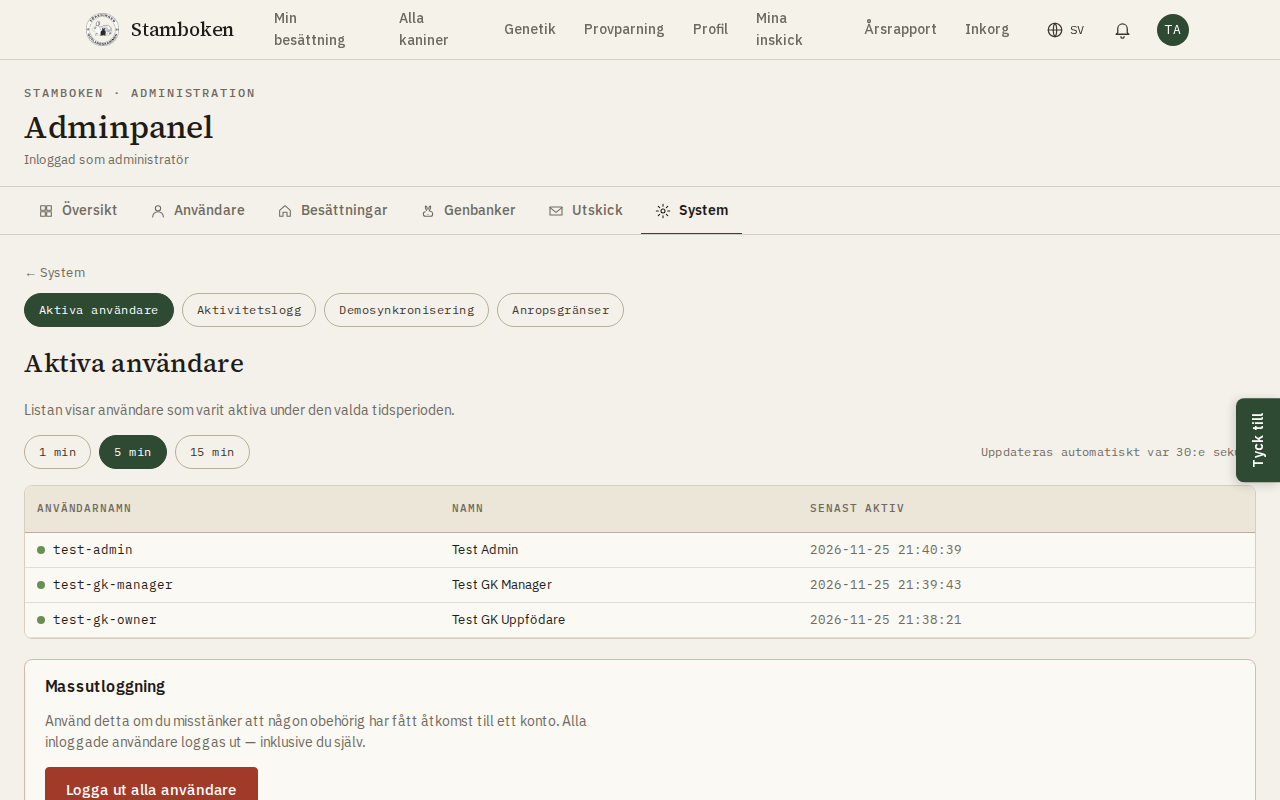 Stamboken
Min besättning
Alla kaniner
Genetik
Provparning
Profil
Mina inskick
Årsrapport
Inkorg
SV
TA
STAMBOKEN · ADMINISTRATION
Adminpanel
Inloggad som administratör
Översikt
Användare
Besättningar
Genbanker
Utskick
System
← System
Aktiva användare
Aktivitetslogg
Demosynkronisering
Anropsgränser
Aktiva användare
Listan visar användare som varit aktiva under den valda tidsperioden.
1 min
5 min
15 min
Uppdateras automatiskt var 30:e
Tyck till
ANVÄNDARNAMN NAMN SENAST AKTIV
test-admin Test Admin 2026-11-25 21:40:39
test-gk-manager Test GK Manager 2026-11-25 21:39:43
test-gk-owner Test GK Uppfödare 2026-11-25 21:38:21
Massutloggning
Använd detta om du misstänker att någon obehörig har fått åtkomst till ett konto. Alla
inloggade användare loggas ut — inklusive du själv.
Logga ut alla användare